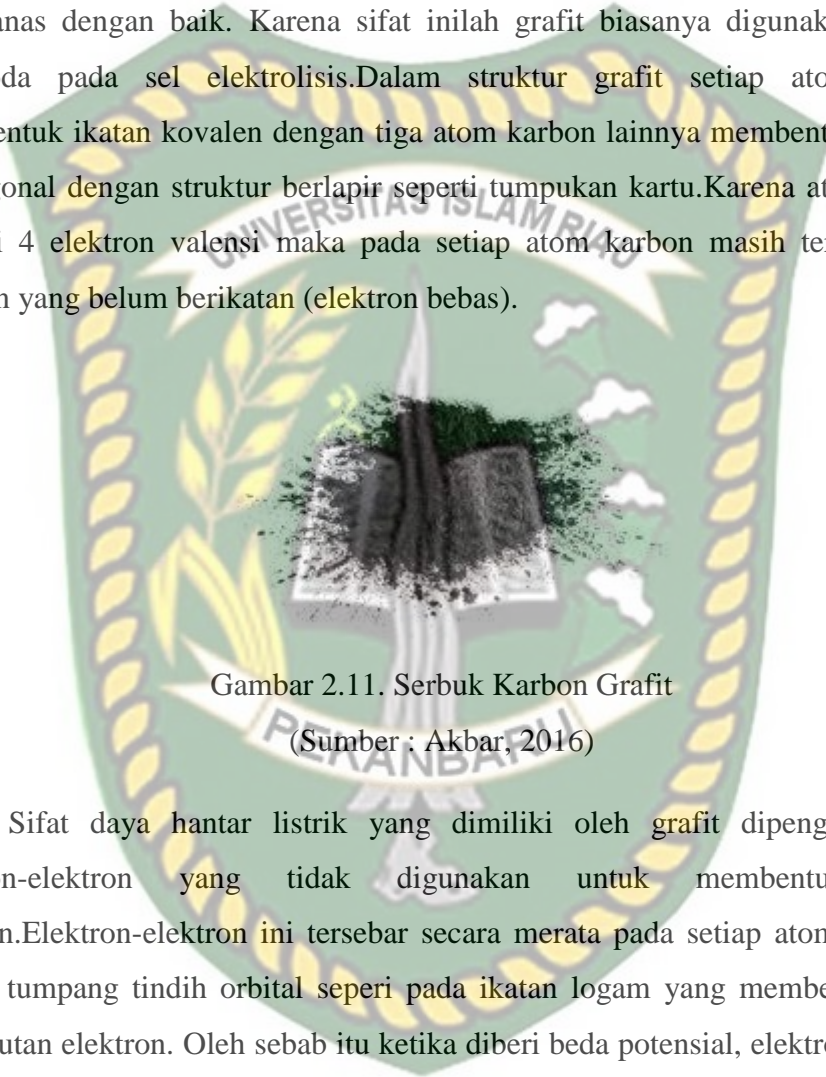 anas dengan baik. Karena sifat inilah grafit biasanya digunak
da pada sel elektrolisis.Dalam struktur grafit setiap ato
entuk ikatan kovalen dengan tiga atom karbon lainnya membent
gonal dengan struktur berlapir seperti tumpukan kartu.Karena at
i 4 elektron valensi maka pada setiap atom karbon masih te
n yang belum berikatan (elektron bebas).
UNIVERSITAS ISLAM RIAU
Gambar 2.11. Serbuk Karbon Grafit
(Sumber : Akbar, 2016)
PEKANBARU
Sifat daya hantar listrik yang dimiliki oleh grafit dipeng
n-elektron yang tidak digunakan untuk membentu
n.Elektron-elektron ini tersebar secara merata pada setiap atom
tumpang tindih orbital seperi pada ikatan logam yang membe
utan elektron. Oleh sebab itu ketika diberi beda potensial, elektr